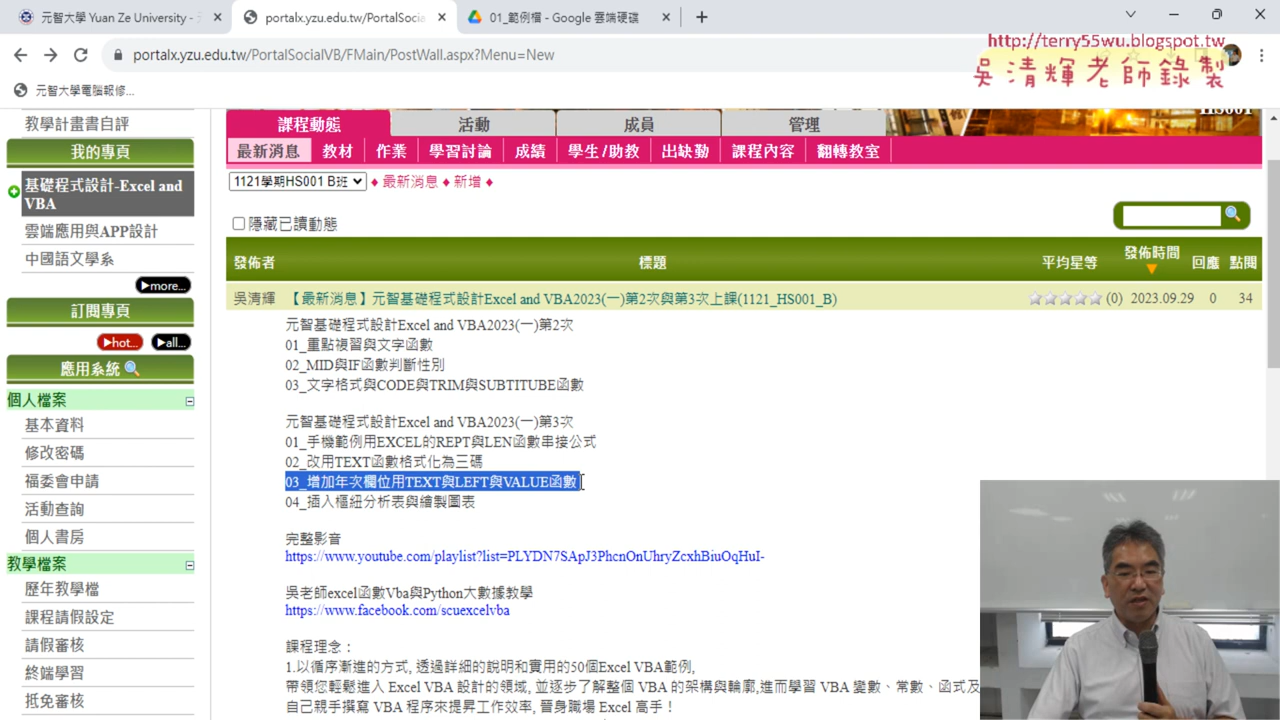 元智大學 Yuan Ze University -
portalx.yzu.edu.tw/PortalSocia
01_範例檔 - Google 雲端硬碟
portalx.yzu.edu.tw/PortalSocialVB/FMain/PostWall.aspx?Menu=New
http://terry55wu.blogspot.tw
吳清輝老師錄製
元智大學電腦報修...
教學計畫書自評
我的專頁
基礎程式設計-Excel and VBA
雲端應用與APP設計
中國語文學系
▶more...
訂閱專頁
▶hot... ▶all...
應用系統
個人檔案
基本資料
修改密碼
福委會申請
活動查詢
個人書房
教學檔案
歷年教學檔
課程請假設定
請假審核
終端學習
抵免審核
課程動態 活動 成員 管理
HS001
最新消息 教材 作業 學習討論 成績 學生/助教 出缺勤 課程內容 翻轉教室
1121學期HS001 B班 ♦ 最新消息 ♦ 新增 ♦
隱藏已讀動態
發佈者 標題 平均星等 發佈時間 回應 點閱
吳清輝 【最新消息】元智基礎程式設計Excel and VBA2023(一)第2次與第3次上課(1121_HS001_B) (0) 2023.09.29 0 34
元智基礎程式設計Excel and VBA2023(一)第2次
01_重點複習與文字函數
02_MID與IF函數判斷性別
03_文字格式與CODE與TRIM與SUBTITUBE函數
元智基礎程式設計Excel and VBA2023(一)第3次
01_手機範例用EXCEL的REPT與LEN函數串接公式
02_改用TEXT函數格式化為三碼
03_增加年次欄位用TEXT與LEFT與VALUE函數
04_插入樞紐分析表與繪製圖表
完整影音
https://www.youtube.com/playlist?list=PLYDN7SApJ3PhcnOnUhryZcxhBiuOqHuI-
吳老師excel函數Vba與Python大數據教學
https://www.facebook.com/scuexcelvba
課程理念：
1.以循序漸進的方式, 透過詳細的說明和實用的50個Excel VBA範例,
帶領您輕鬆進入 Excel VBA 設計的領域, 並逐步了解整個 VBA 的架構與輪廓,進而學習 VBA 變數、常數、函式及
自己親手撰寫 VBA 程序來提昇工作效率, 晉身職場 Excel 高手！